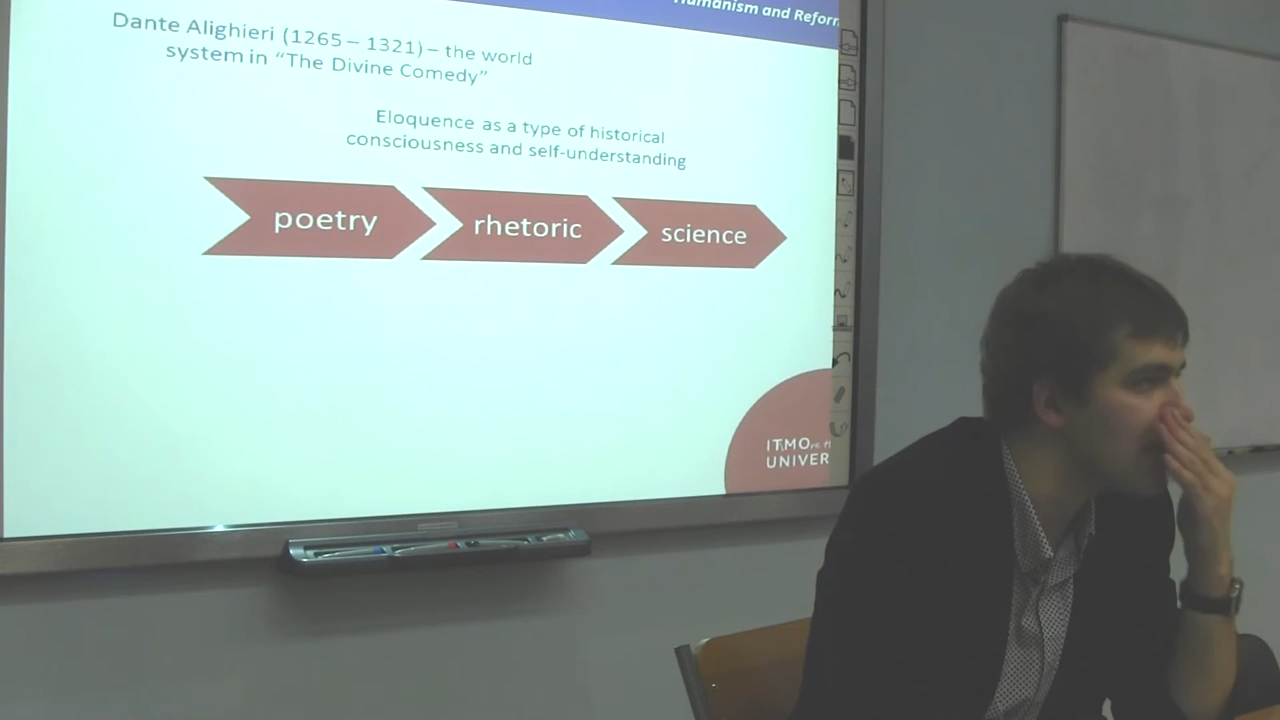 Humanism and Reform
Dante Alighieri (1265 – 1321) – the world
system in “The Divine Comedy”
Eloquence as a type of historical
consciousness and self-understanding
poetry
rhetoric
science
ITMO
UNIVER